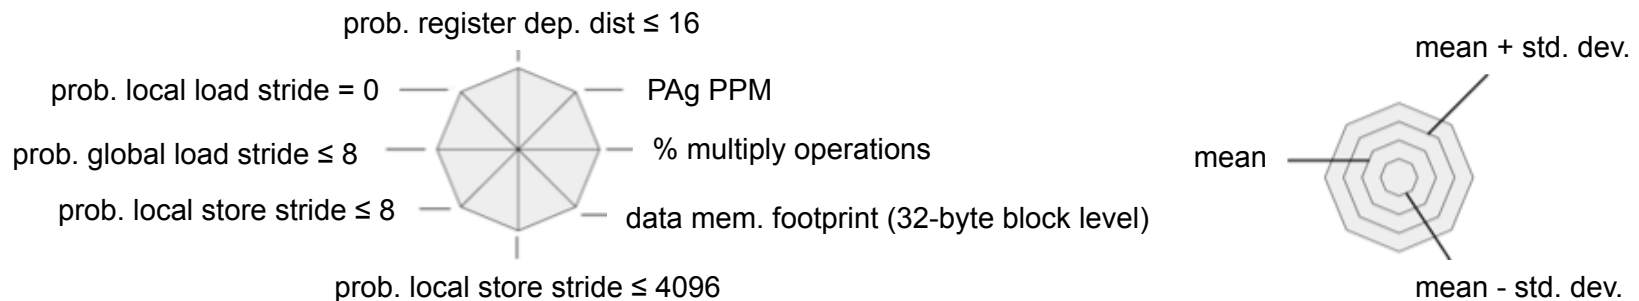 prob. register dep. dist ≤ 16
mean + std. dev.
prob. local load stride = 0
PAg PPM
prob. global load stride ≤ 8
% multiply operations
mean
prob. local store stride ≤ 8
data mem. footprint (32-byte block level)
prob. local store stride ≤ 4096
mean - std. dev.